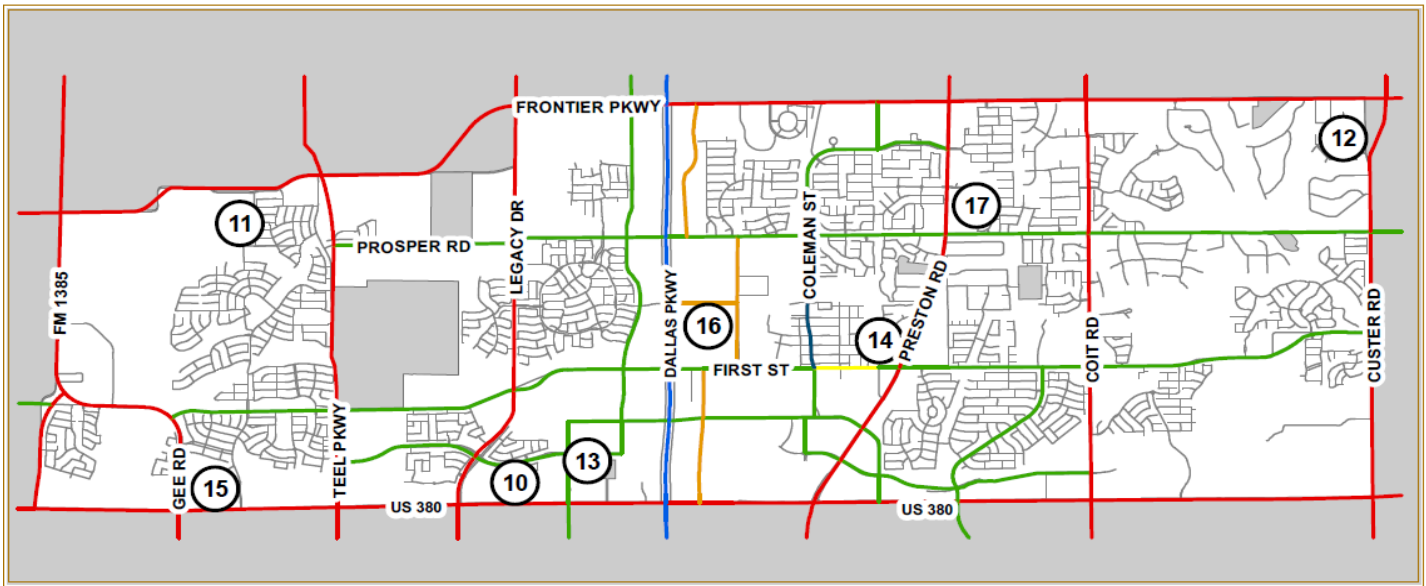 FRONTIER PKWY
12
17
11
COLEMAN ST
PROSPER RD
LEGACY DR
FM 1385
DALLAS PKWY
16
PRESTON RD
14
COIT RD
CUSTER RD
FIRST ST
TEEL PKWY
GEE RD
13
10
15
US 380
US 380